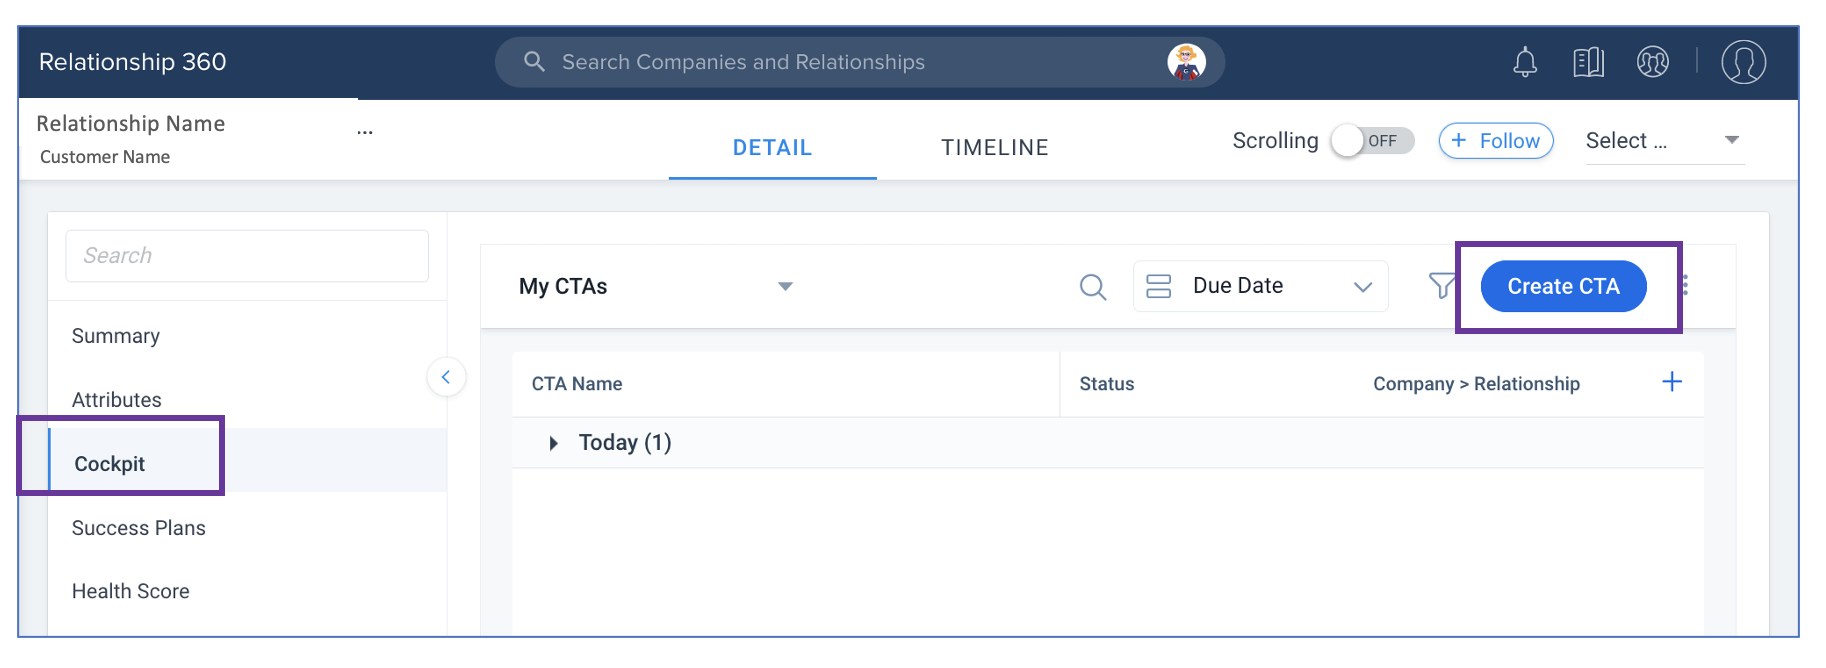 Relationship 360
Search Companies and Relationships
Relationship Name
...
Customer Name
DETAIL
TIMELINE
Scrolling
OFF
+ Follow
Select ...
Search
Summary
Attributes
Cockpit
Success Plans
Health Score
My CTAs
Due Date
Create CTA
CTA Name
Status
Company > Relationship
+
Today (1)